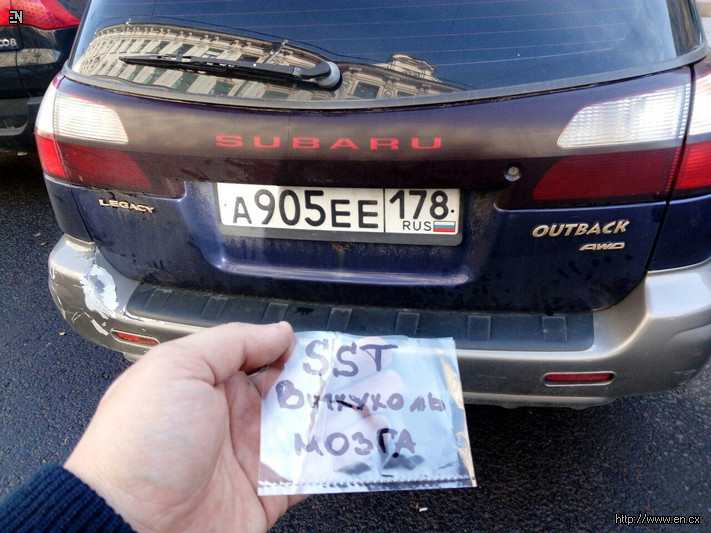 EN
SUBARU
А905ЕЕ 178
RUS
LEGACY
OUTBACK
AWD
SST
мозга
http://www.en.cx